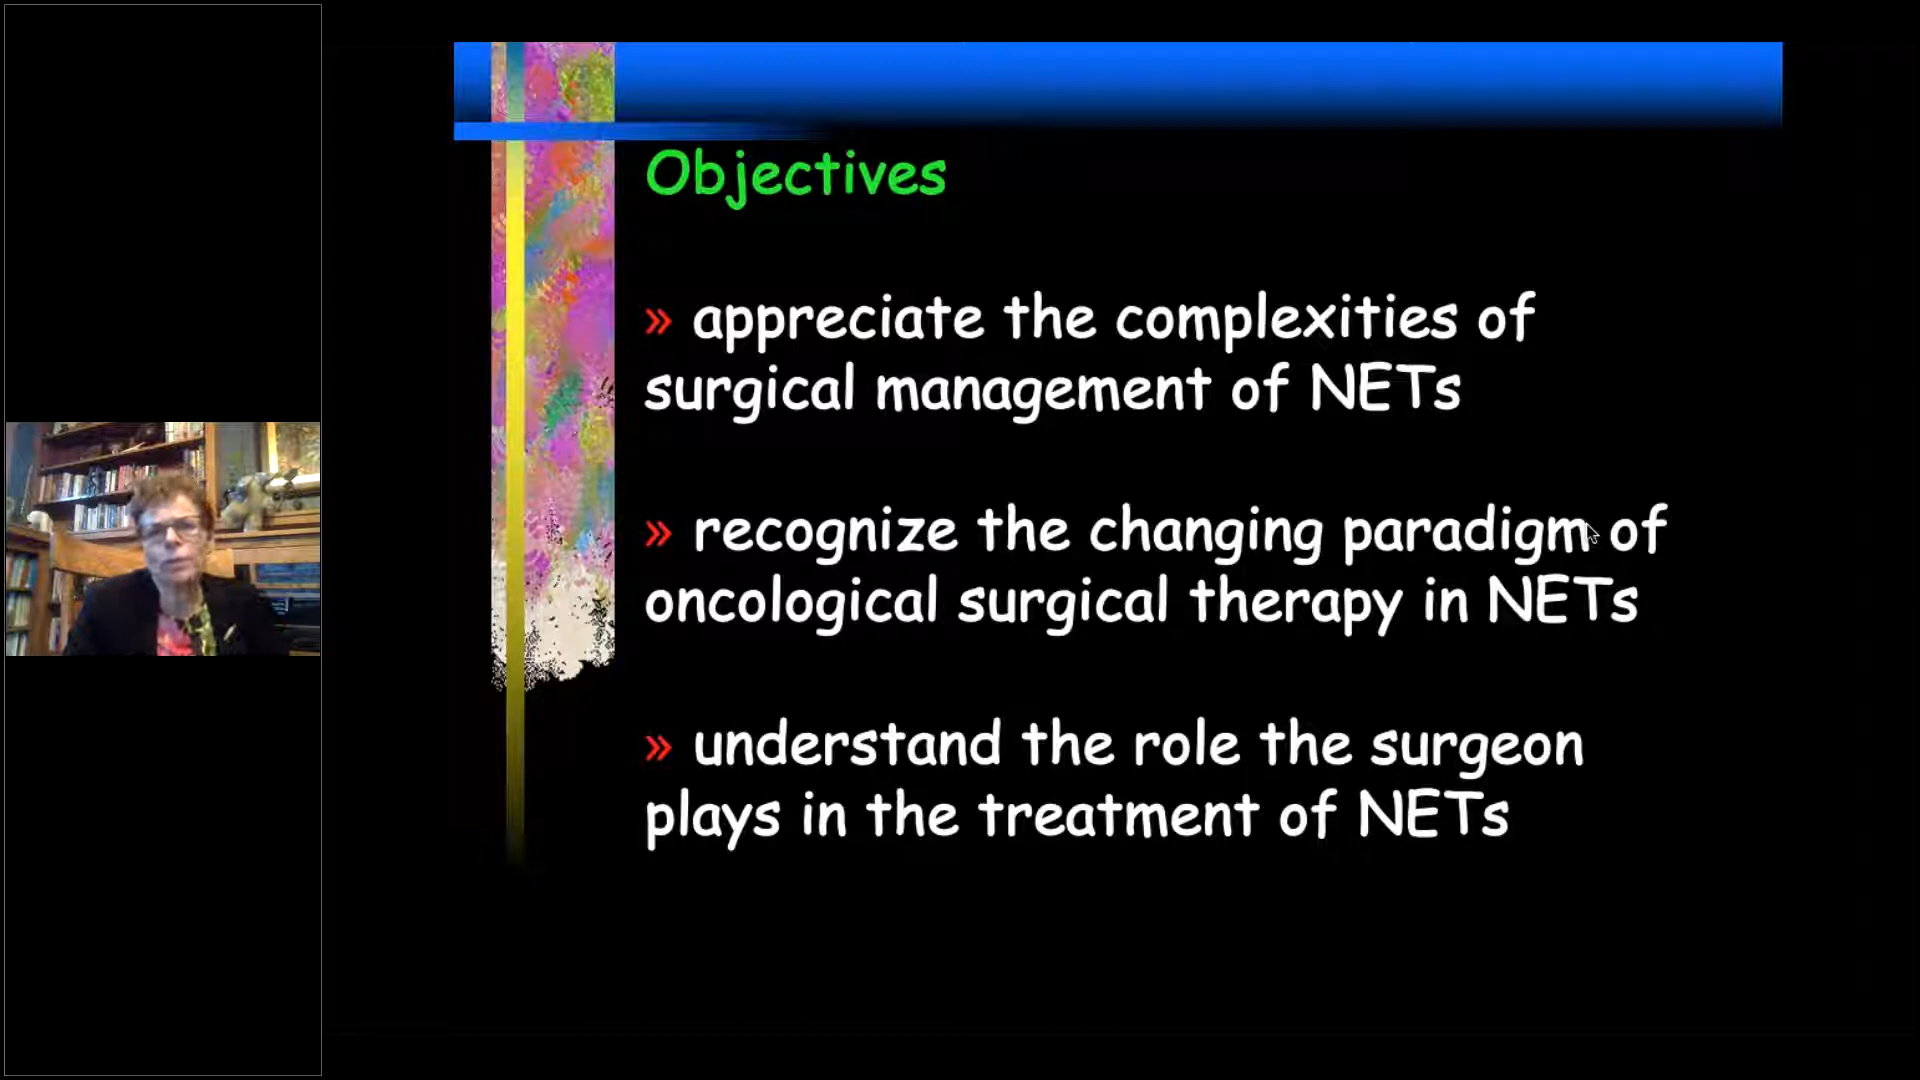 Objectives
» appreciate the complexities of
surgical management of NETs
» recognize the changing paradigm of
oncological surgical therapy in NETs
» understand the role the surgeon
plays in the treatment of NETs